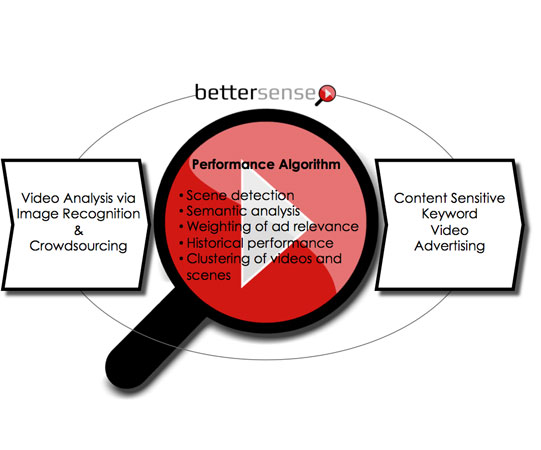 bettersense
Video Analysis via
Image Recognition
&
Crowdsourcing
Performance Algorithm
• Scene detection
• Semantic analysis
• Weighting of ad relevance
• Historical performance
• Clustering of videos and
scenes
Content Sensitive
Keyword
Video
Advertising